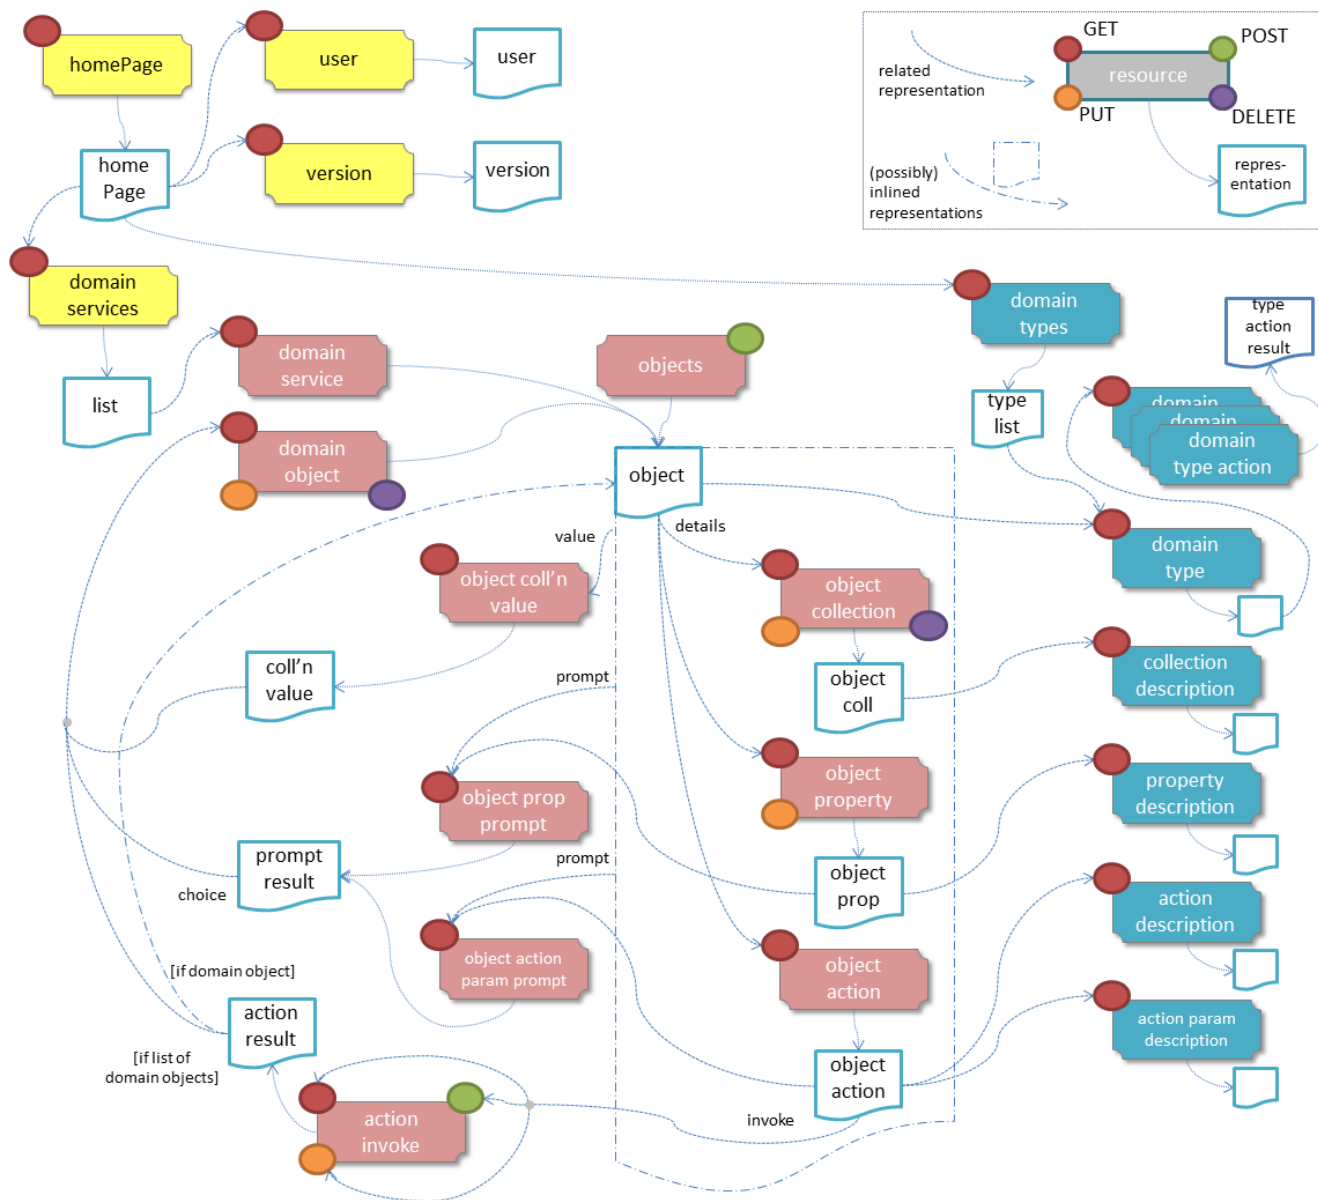 homePage
user
user
home
Page
version
version
GET
POST
resource
related
representation
PUT
DELETE
(possibly)
inlined
representations
repres-
entation
domain
services
list
domain
service
domain
object
objects
object
domain
types
type
list
type
action
result
domain
domain
domain
type action
domain
type
value
details
object coll'n
value
object
collection
coll'n
value
object
coll
collection
description
prompt
object prop
prompt
object
property
property
description
prompt
result
choice
prompt
object
prop
action
description
object action
param prompt
object
action
action param
description
[if domain object]
action
result
[if list of
domain objects]
object
action
invoke
action
invoke